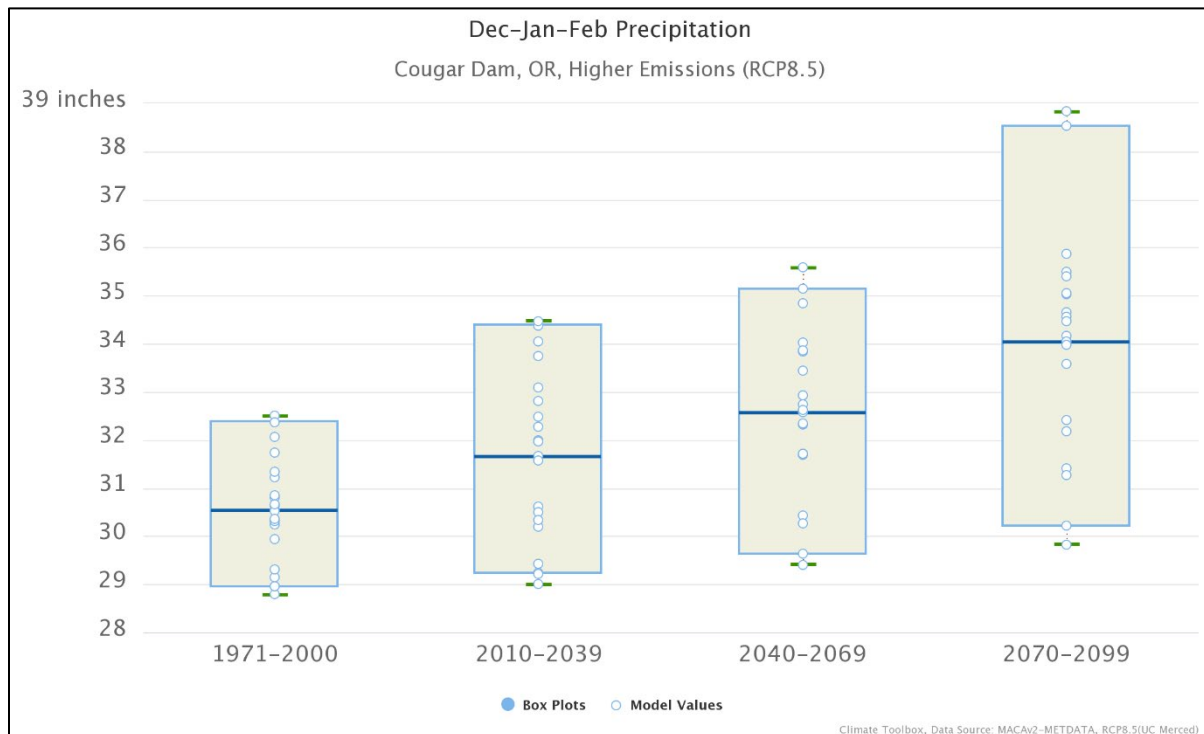 Dec-Jan-Feb Precipitation
Cougar Dam, OR, Higher Emissions (RCP8.5)
39 inches
38
37
36
35
34
33
32
31
30
29
28
1971-2000 2010-2039 2040-2069 2070-2099
Box Plots Model Values
Climate Toolbox, Data Source: MACAv2-METDATA, RCP8.5(UC Merced)